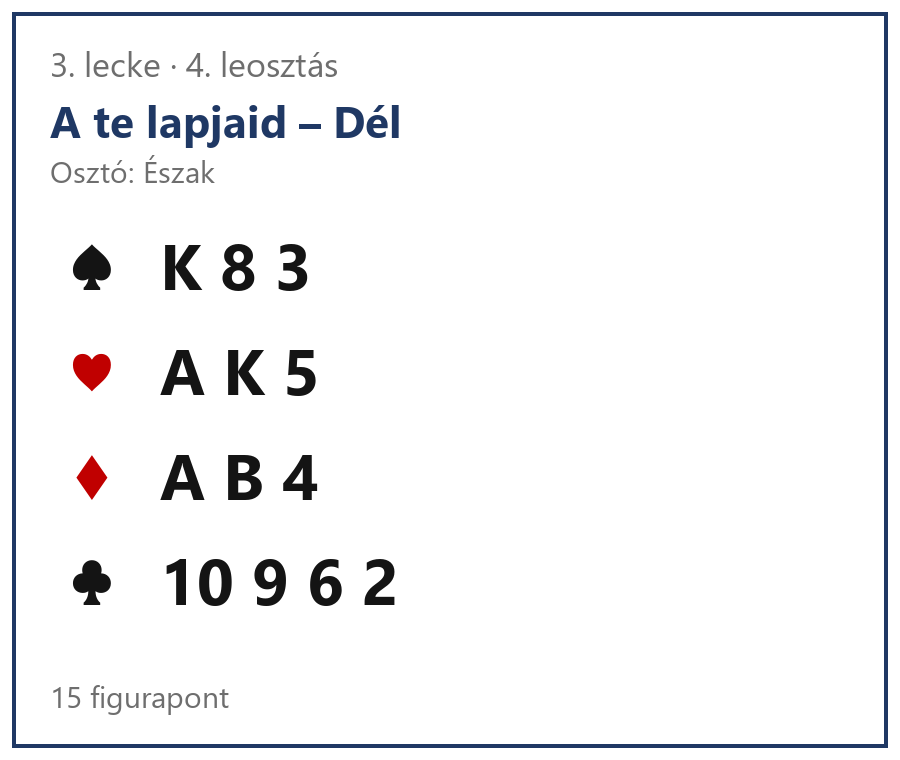 3. lecke · 4. leosztás
A te lapjaid – Dél
Osztó: Észak
♠ K 8 3
♥ A K 5
♦ A B 4
♣ 10 9 6 2
15 figurapont